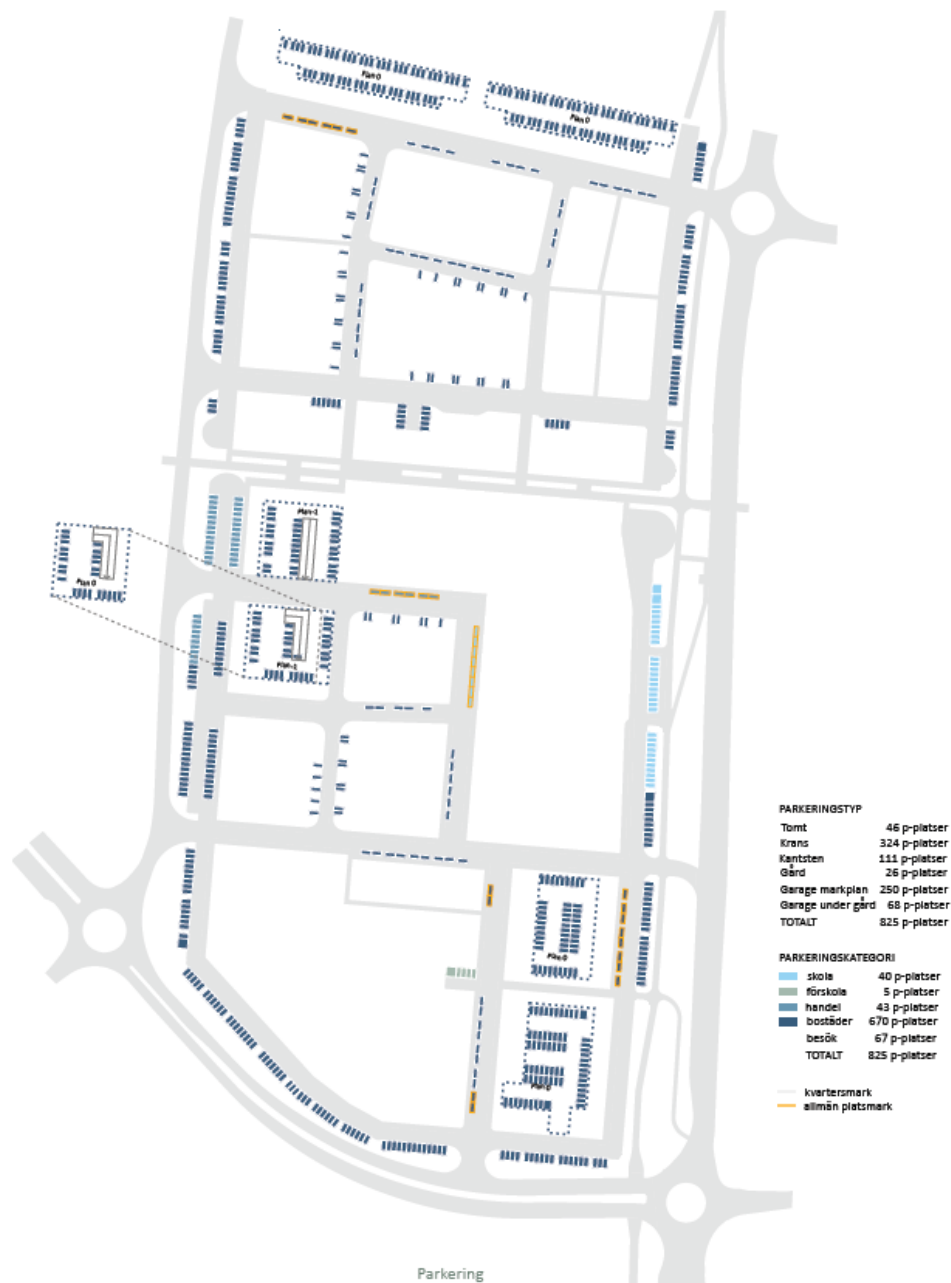 Plan 0
Plan 0
Plan-1
Plan 0
Plan-1
Plan 0
Plan 0
PARKERINGSTYP
Tomt 46 p-platser
Krans 324 p-platser
Kantsten 111 p-platser
Gård 26 p-platser
Garage markplan 250 p-platser
Garage under gård 68 p-platser
TOTALT 825 p-platser
PARKERINGSKATEGORI
skola 40 p-platser
förskola 5 p-platser
handel 43 p-platser
bostäder 670 p-platser
besök 67 p-platser
TOTALT 825 p-platser
kvartersmark
allmän platsmark
Parkering